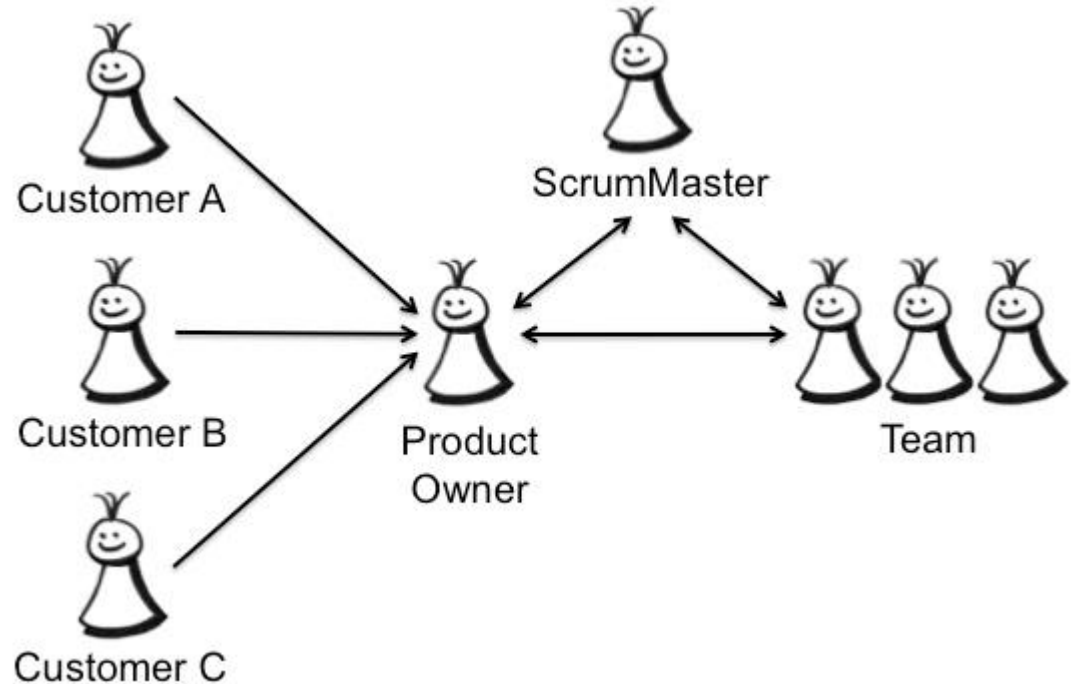 Customer A
ScrumMaster
Customer B
Product
Owner
Team
Customer C